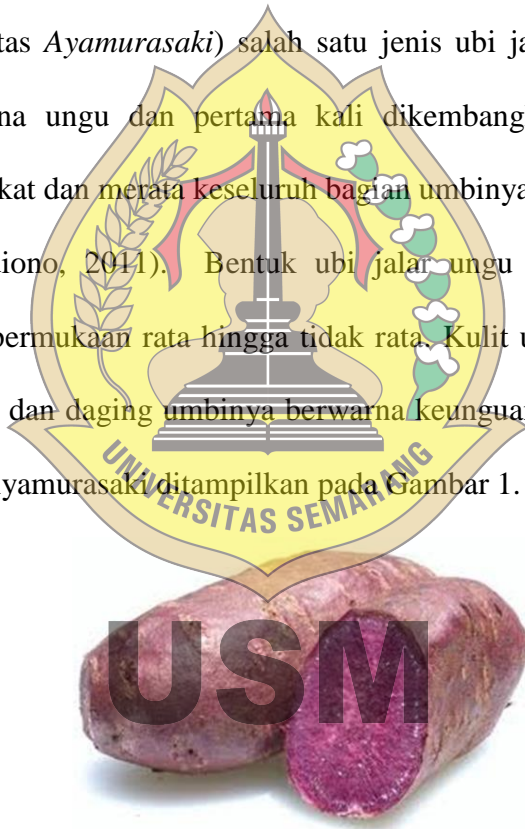 tas Ayamurasaki) salah satu jenis ubi ja
na ungu dan pertama kali dikembang
kat dan merata keseluruh bagian umbinya
diono, 2011). Bentuk ubi jalar ungu
permukaan rata hingga tidak rata. Kulit u
dan daging umbinya berwarna keungua
yamurasaki ditampilkan pada Gambar 1.
UNIVERSITAS SEMARANG
USM